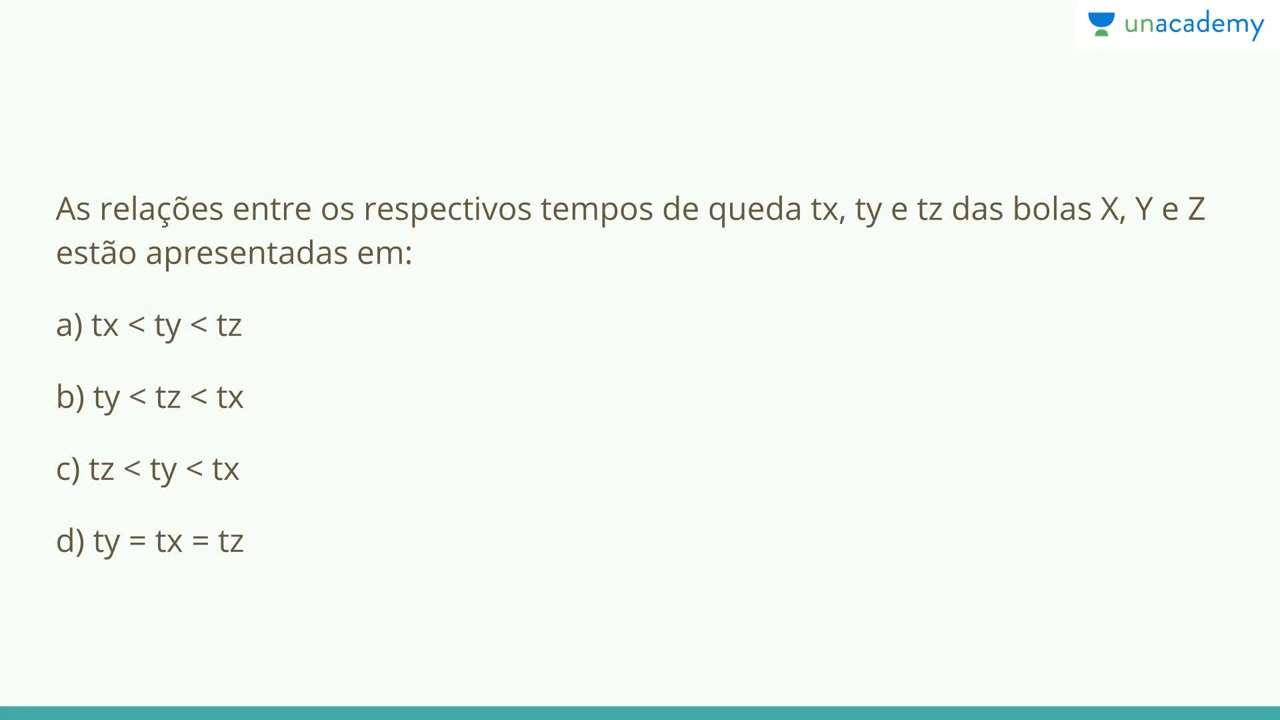 unacademy
As relações entre os respectivos tempos de queda tx, ty e tz das bolas X, Y e Z
estão apresentadas em:
a) tx < ty < tz
b) ty < tz < tx
c) tz < ty < tx
d) ty = tx = tz